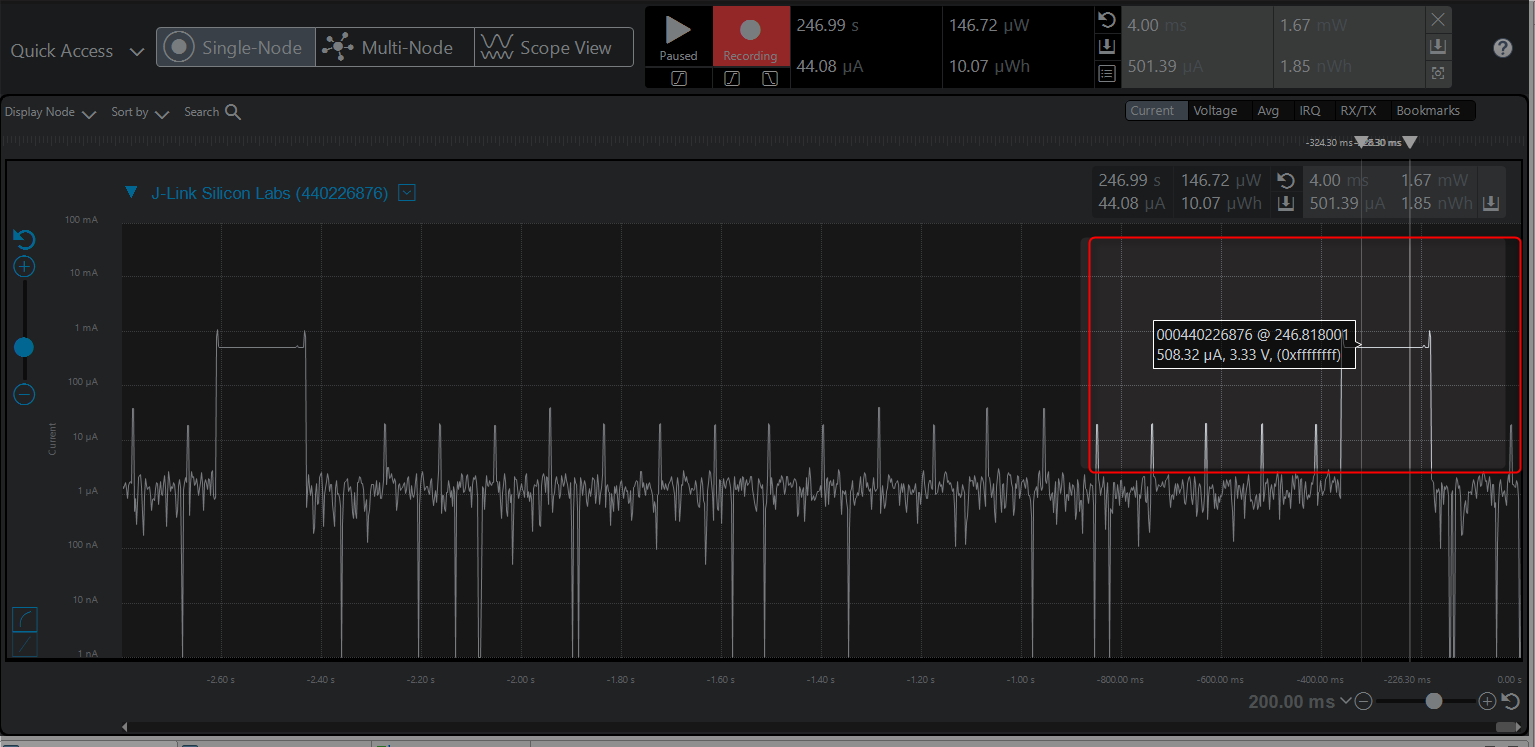 Quick Access
Single-Node
Multi-Node
Scope View
Paused
Recording
246.99 s
146.72 µW
44.08 µA
10.07 µWh
4.00 ms
1.67 mW
501.39 µA
1.85 nWh
Display Node
Sort by
Search
Current
Voltage
Avg
IRQ
RX/TX
Bookmarks
-324.30 ms
J-Link Silicon Labs (440226876)
246.99 s
146.72 µW
4.00 ms
1.67 mW
44.08 µA
10.07 µWh
501.39 µA
1.85 nWh
100 mA
10 mA
1 mA
100 µA
10 µA
1 µA
100 nA
10 nA
1 nA
Current
000440226876 @ 246.818001
508.32 µA, 3.33 V, (0xffffffff)
-2.60 s
-2.40 s
-2.20 s
-2.00 s
-1.80 s
-1.60 s
-1.40 s
-1.20 s
-1.00 s
-800.00 ms
-600.00 ms
-400.00 ms
-226.30 ms
0.00 s
200.00 ms